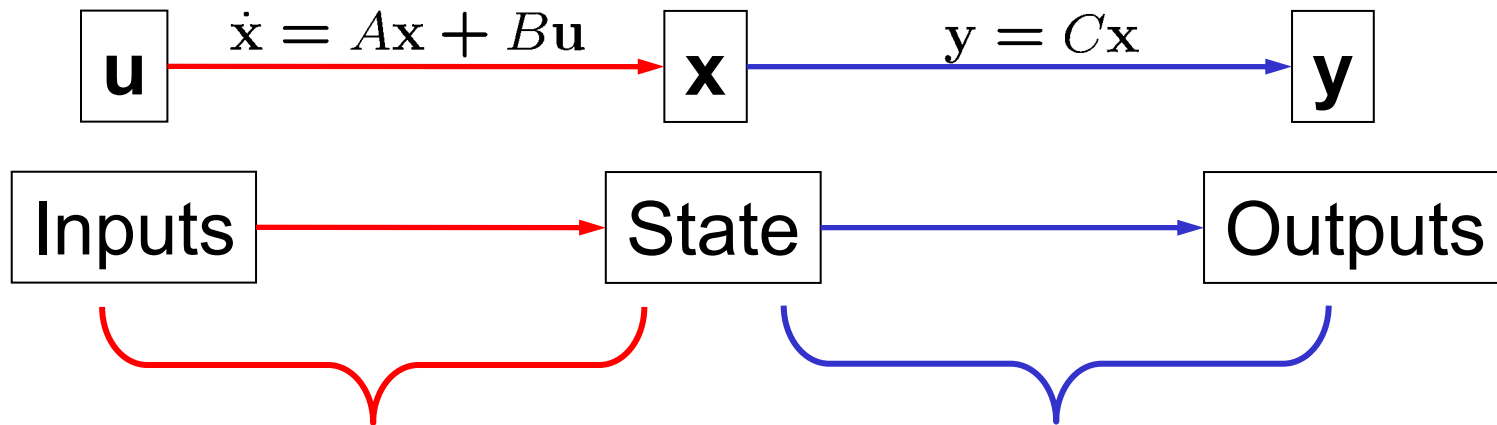 ẋ = Ax + Bu
y = Cx
u
x
y
Inputs
State
Outputs